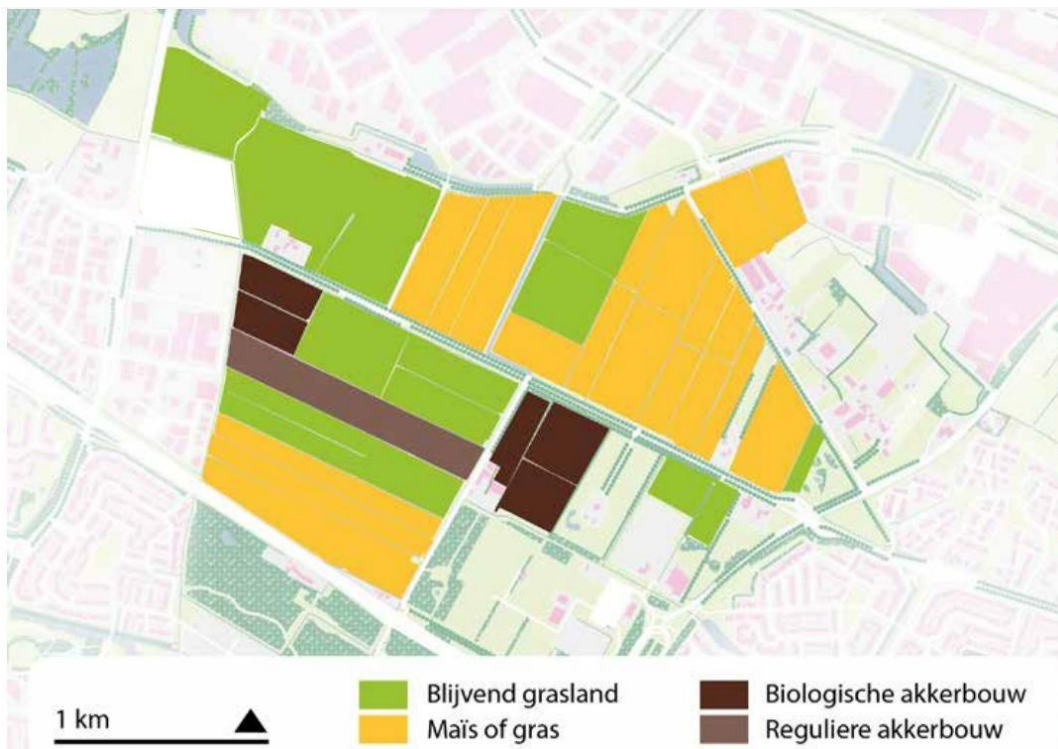 1 km
Blijvend grasland
Maïs of gras
Biologische akkerbouw
Reguliere akkerbouw